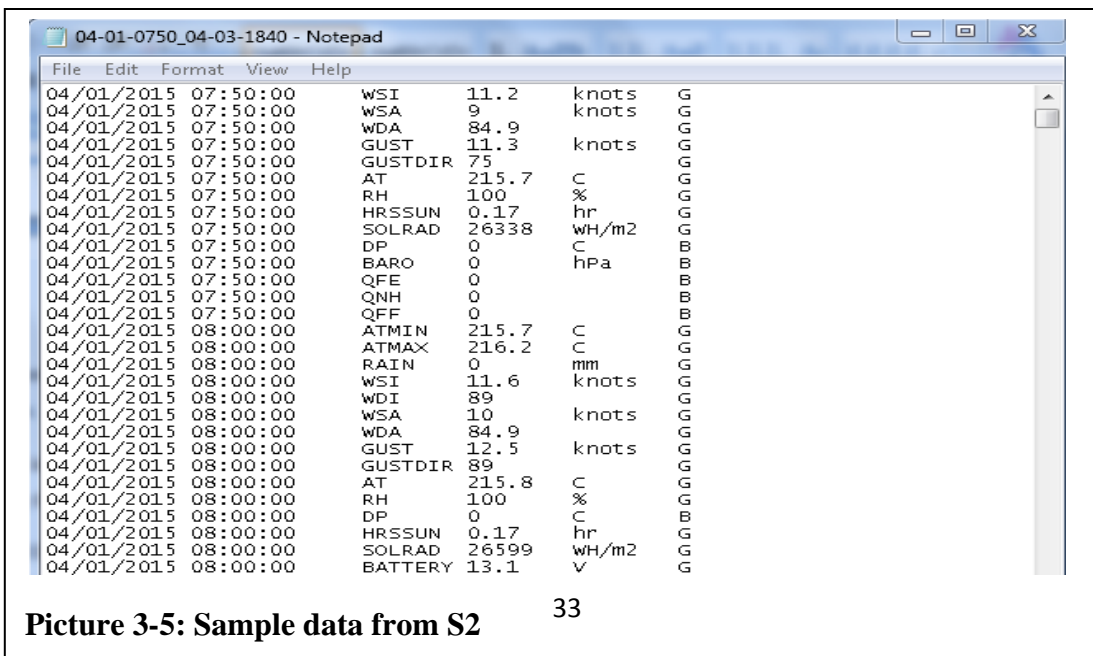 04-01-0750_04-03-1840 - Notepad
File Edit Format View Help
04/01/2015 07:50:00 WSI 11.2 knots G
04/01/2015 07:50:00 WSA 9 knots G
04/01/2015 07:50:00 WDA 84.9 G
04/01/2015 07:50:00 GUST 11.3 knots G
04/01/2015 07:50:00 GUSTDIR 75 G
04/01/2015 07:50:00 AT 215.7 C G
04/01/2015 07:50:00 RH 100 % G
04/01/2015 07:50:00 HRSSUN 0.17 hr G
04/01/2015 07:50:00 SOLRAD 26338 WH/m2 G
04/01/2015 07:50:00 DP 0 C B
04/01/2015 07:50:00 BARO 0 hPa B
04/01/2015 07:50:00 QFE 0 B
04/01/2015 07:50:00 QNH 0 B
04/01/2015 07:50:00 QFF 0 B
04/01/2015 08:00:00 ATMIN 215.7 C G
04/01/2015 08:00:00 ATMAX 216.2 C G
04/01/2015 08:00:00 RAIN 0 mm G
04/01/2015 08:00:00 WSI 11.6 knots G
04/01/2015 08:00:00 WDI 89 G
04/01/2015 08:00:00 WSA 10 knots G
04/01/2015 08:00:00 WDA 84.9 G
04/01/2015 08:00:00 GUST 12.5 knots G
04/01/2015 08:00:00 GUSTDIR 89 G
04/01/2015 08:00:00 AT 215.8 C G
04/01/2015 08:00:00 RH 100 % G
04/01/2015 08:00:00 DP 0 C B
04/01/2015 08:00:00 HRSSUN 0.17 hr G
04/01/2015 08:00:00 SOLRAD 26599 WH/m2 G
04/01/2015 08:00:00 BATTERY 13.1 V G
33
Picture 3-5: Sample data from S2